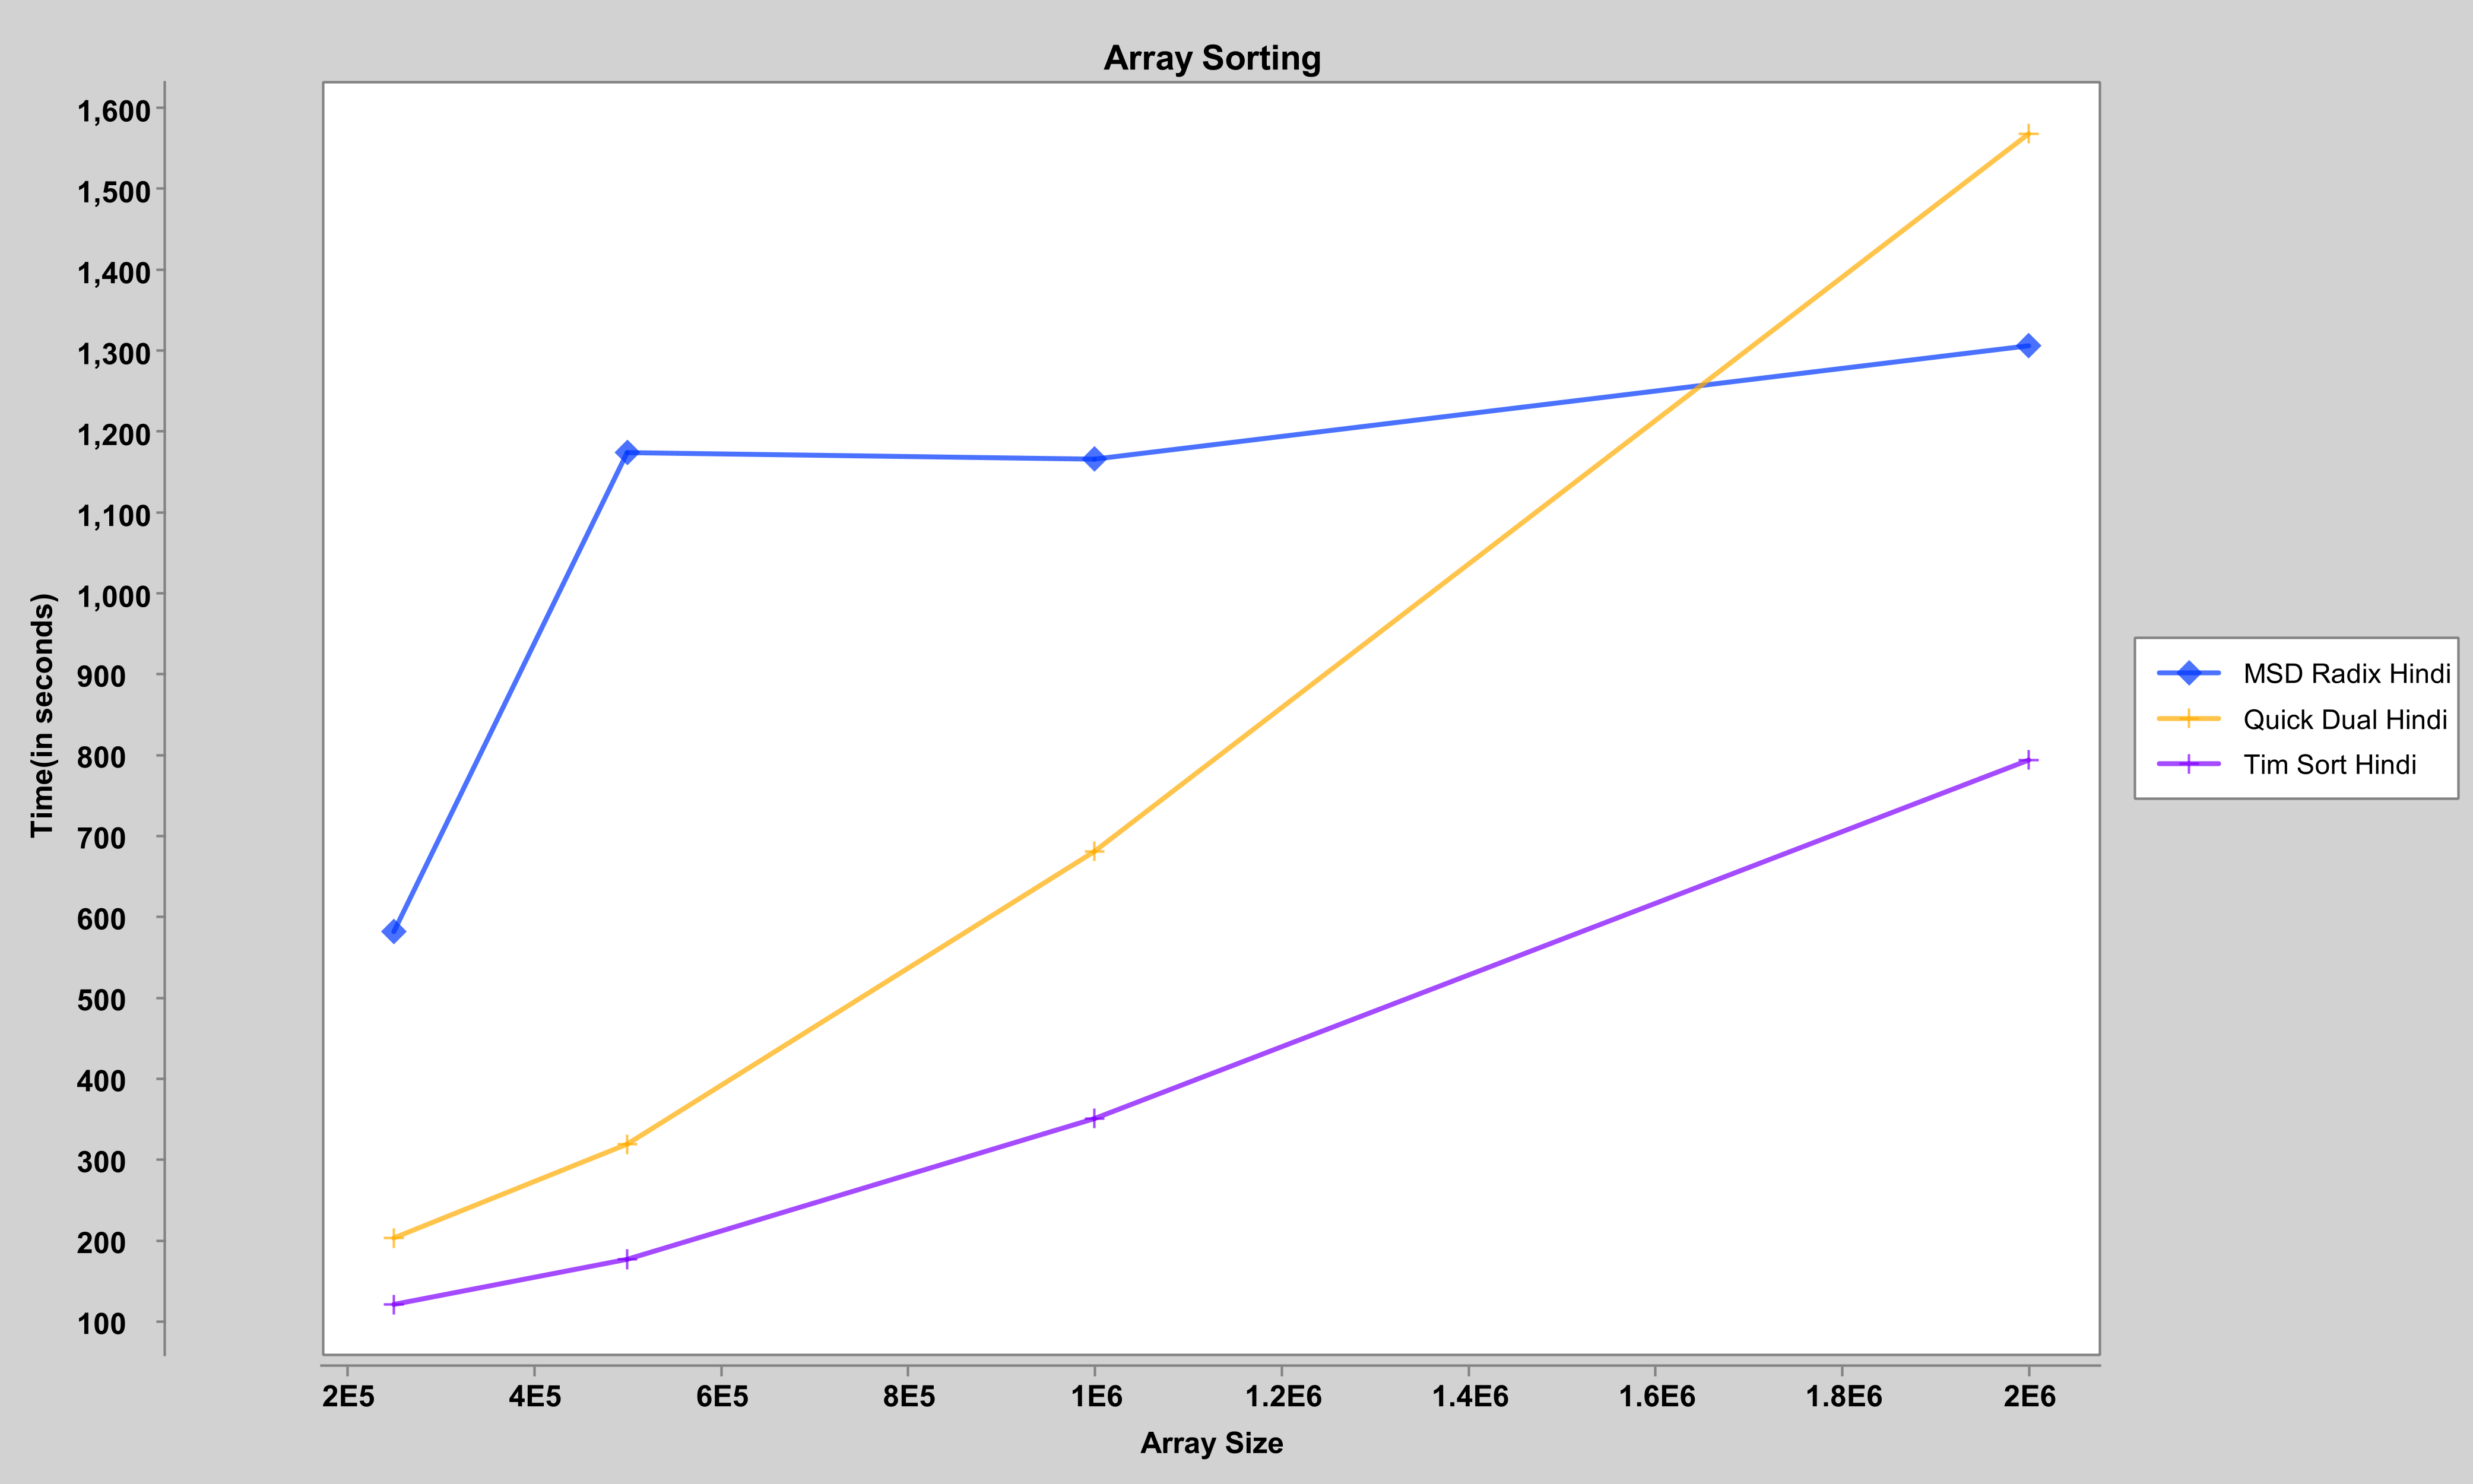 Array Sorting
1,600
1,500
1,400
1,300
1,200
1,100
1,000
900
800
700
600
500
400
300
200
100
Time(in seconds)
MSD Radix Hindi
Quick Dual Hindi
Tim Sort Hindi
2E5 4E5 6E5 8E5 1E6 1.2E6 1.4E6 1.6E6 1.8E6 2E6
Array Size